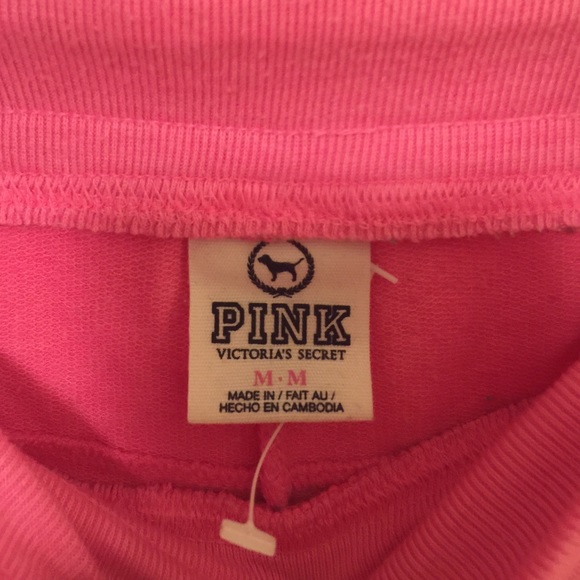 PINK
VICTORIA'S SECRET
M · M
MADE IN / FAIT AU /
HECHO EN CAMBODIA